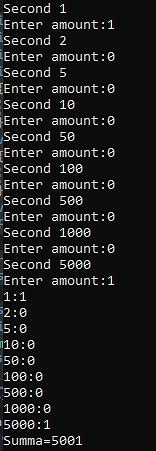 Second 1
Enter amount:1
Second 2
Enter amount:0
Second 5
Enter amount:0
Second 10
Enter amount:0
Second 50
Enter amount:0
Second 100
Enter amount:0
Second 500
Enter amount:0
Second 1000
Enter amount:0
Second 5000
Enter amount:1
1:1
2:0
5:0
10:0
50:0
100:0
500:0
1000:0
5000:1
Summa=5001